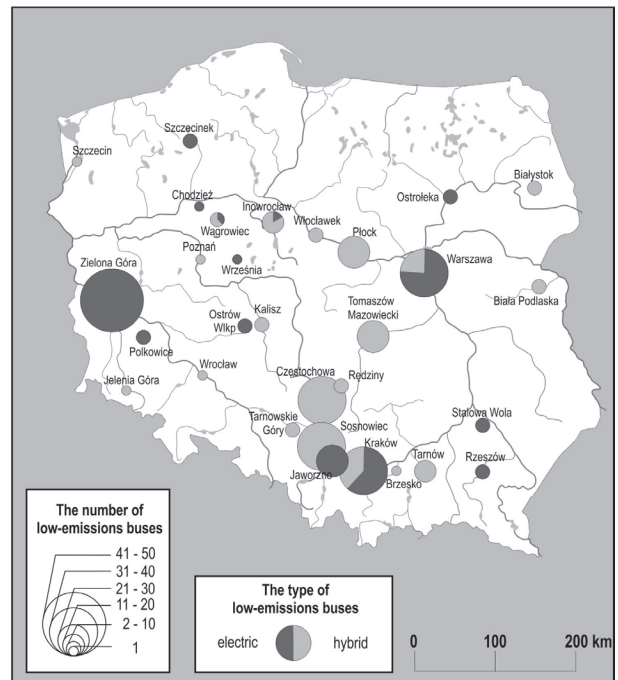 Szczecinek
Szczecin
Białystok
Chodzież
Ostrołeka
Inowrocław
Włocławek
Wągrowiec
Płock
Poznań
Warszawa
Zielona Góra
Września
Biała Podlaska
Tomaszów
Mazowiecki
Ostrów
Wlkp
Kalisz
Polkowice
Wrocław
Częstochowa
Rędziny
Jelenia Góra
Tarnowskie
Góry
Sosnowiec
Stalowa Wola
Kraków
Tarnów
Rzeszów
Jaworzno
Brzesko
The number of
low-emissions buses
41 - 50
31 - 40
21 - 30
11 - 20
2 - 10
1
The type of
low-emissions buses
electric
hybrid
0 100 200 km